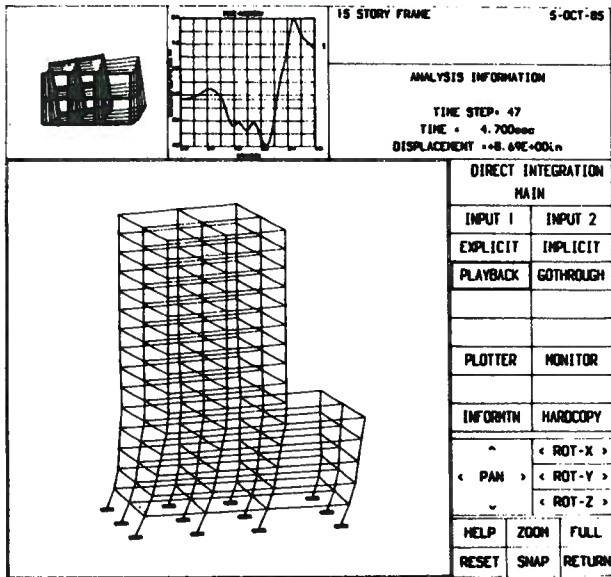 15 STORY FRAME 5-OCT-85
ANALYSIS INFORMATION
TIME STEP: 47
TIME : 4.700sec
DISPLACEMENT :+8.69E+00in
DIRECT INTEGRATION
MAIN
INPUT 1 INPUT 2
EXPLICIT IMPLICIT
PLAYBACK GOTHROUGH
PLOTTER MONITOR
INFORMTN HARDCOPY
^
< PAN >
⌄
< ROT-X >
< ROT-Y >
< ROT-Z >
HELP ZOOM FULL
RESET SNAP RETURN